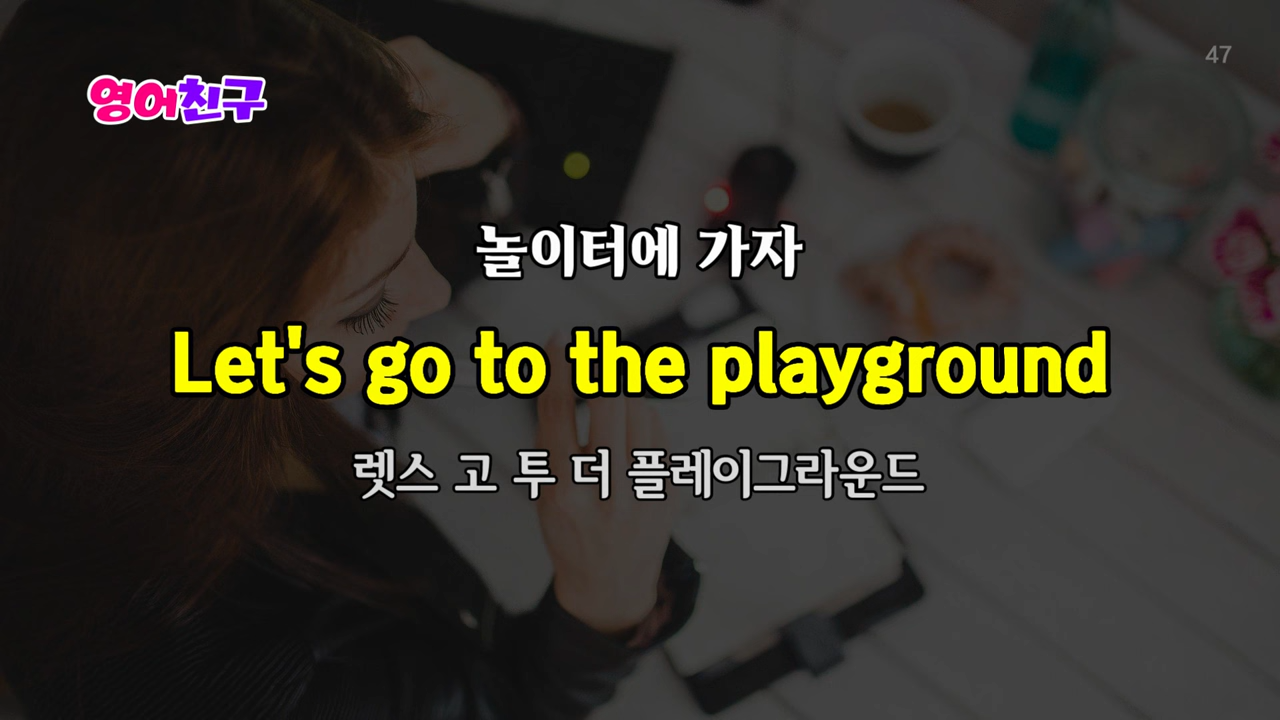 영어친구
47
놀이터에 가자
Let's go to the playground
렛스 고 투 더 플레이그라운드